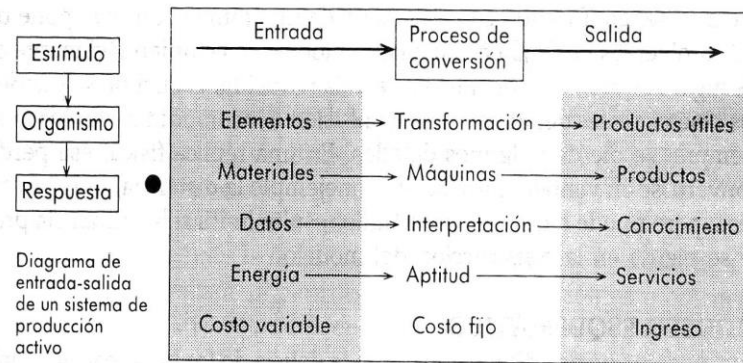 Estímulo
Organismo
Respuesta
Diagrama de
entrada-salida
de un sistema de
producción
activo
Entrada
Proceso de
conversión
Salida
Elementos Transformación Productos útiles
Materiales Máquinas Productos
Datos Interpretación Conocimiento
Energía Aptitud Servicios
Costo variable Costo fijo Ingreso